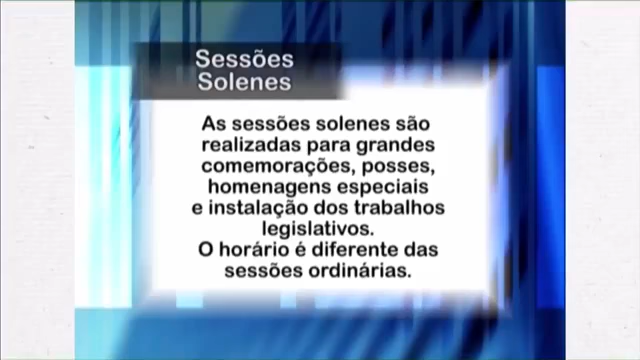 Sessões
Solenes
As sessões solenes são
realizadas para grandes
comemorações, posses,
homenagens especiais
e instalação dos trabalhos
legislativos.
O horário é diferente das
sessões ordinárias.